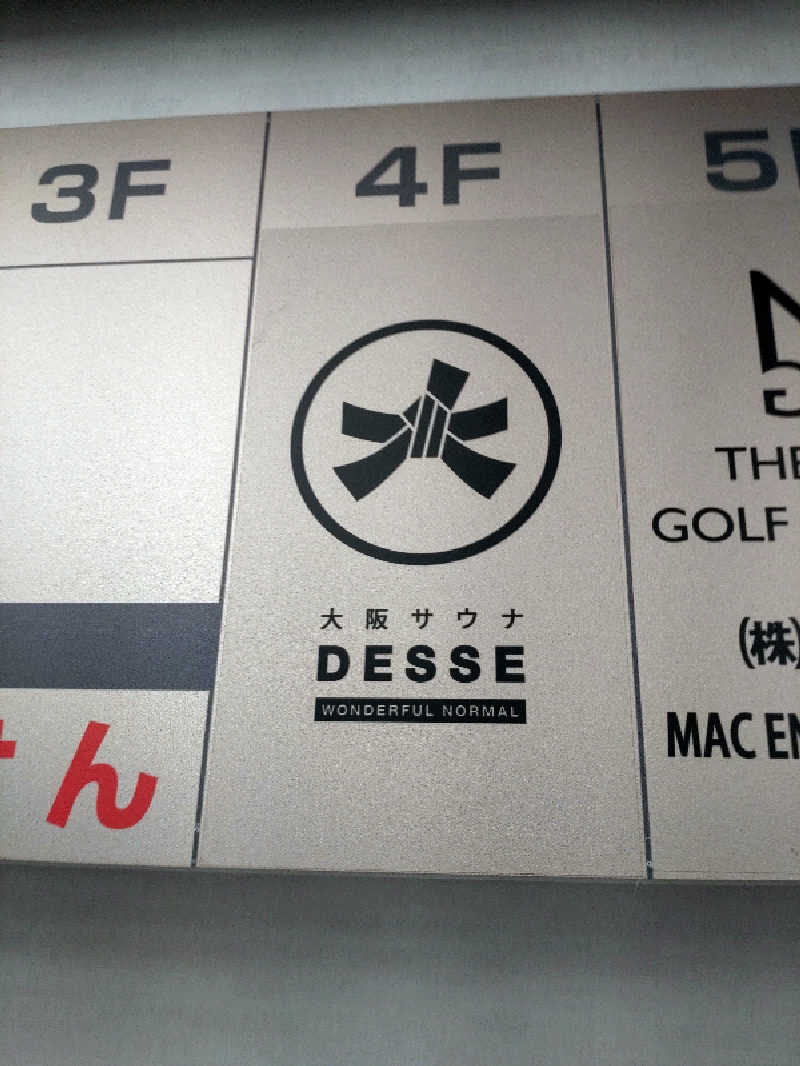 3F
ん
4F
大阪サウナ
DESSE
WONDERFUL NORMAL
5
THE
GOLF
(株)
MAC EN